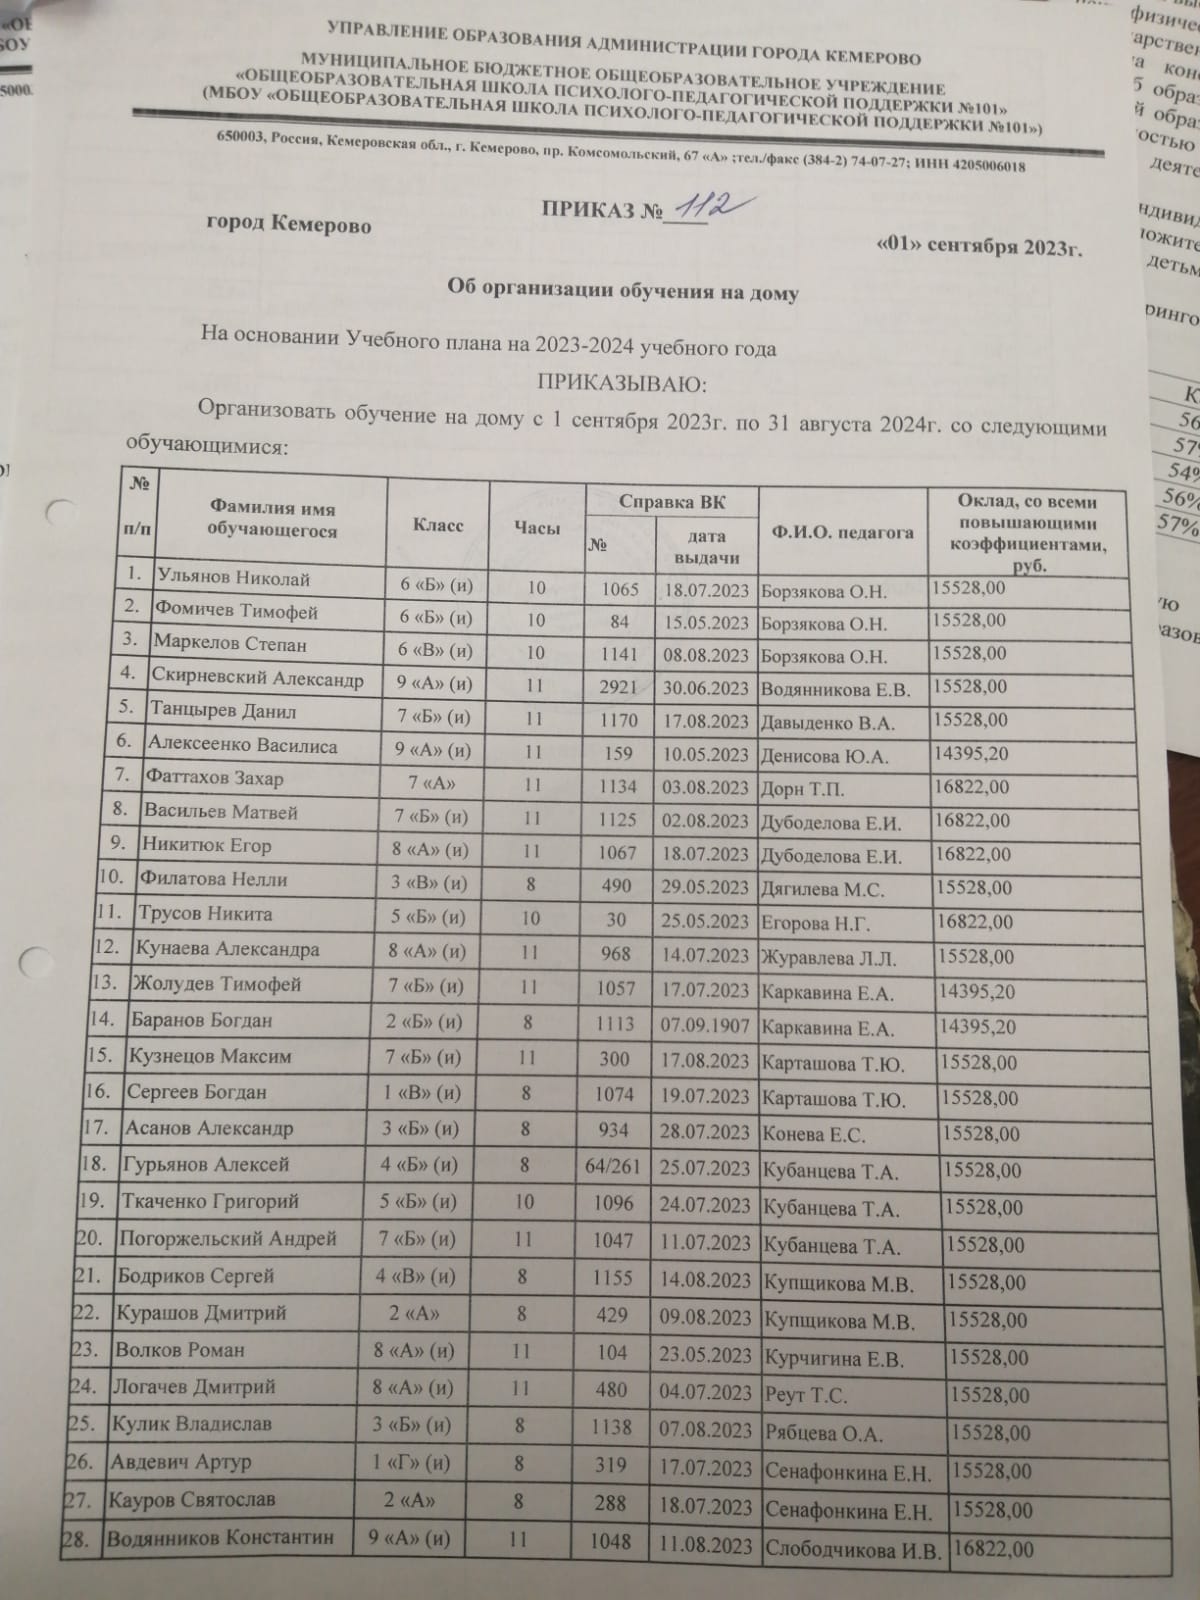 УПРАВЛЕНИЕ ОБРАЗОВАНИЯ АДМИНИСТРАЦИИ ГОРОДА КЕМЕРОВО
МУНИЦИПАЛЬНОЕ БЮДЖЕТНОЕ ОБЩЕОБРАЗОВАТЕЛЬНОЕ УЧРЕЖДЕНИЕ
«ОБЩЕОБРАЗОВАТЕЛЬНАЯ ШКОЛА ПСИХОЛОГО-ПЕДАГОГИЧЕСКОЙ ПОДДЕРЖКИ №101»
(МБОУ «ОБЩЕОБРАЗОВАТЕЛЬНАЯ ШКОЛА ПСИХОЛОГО-ПЕДАГОГИЧЕСКОЙ ПОДДЕРЖКИ №101»)
650003, Россия, Кемеровская обл., г. Кемерово, пр. Комсомольский, 67 «А» ;тел./факс (384-2) 74-07-27; ИНН 4205006018
ПРИКАЗ № 112
город Кемерово
«01» сентября 2023г.
Об организации обучения на дому
На основании Учебного плана на 2023-2024 учебного года
ПРИКАЗЫВАЮ:
Организовать обучение на дому с 1 сентября 2023г. по 31 августа 2024г. со следующими
обучающимися:
№ п/п Фамилия имя обучающегося Класс Часы Справка ВК № дата выдачи Ф.И.О. педагога Оклад, со всеми повышающими коэффициентами, руб.
1. Ульянов Николай 6 «Б» (и) 10 1065 18.07.2023 Борзякова О.Н. 15528,00
2. Фомичев Тимофей 6 «Б» (и) 10 84 15.05.2023 Борзякова О.Н. 15528,00
3. Маркелов Степан 6 «В» (и) 10 1141 08.08.2023 Борзякова О.Н. 15528,00
4. Скирневский Александр 9 «А» (и) 11 2921 30.06.2023 Водянникова Е.В. 15528,00
5. Танцырев Данил 7 «Б» (и) 11 1170 17.08.2023 Давыденко В.А. 15528,00
6. Алексеенко Василиса 9 «А» (и) 11 159 10.05.2023 Денисова Ю.А. 14395,20
7. Фаттахов Захар 7 «А» 11 1134 03.08.2023 Дорн Т.П. 16822,00
8. Васильев Матвей 7 «Б» (и) 11 1125 02.08.2023 Дубоделова Е.И. 16822,00
9. Никитюк Егор 8 «А» (и) 11 1067 18.07.2023 Дубоделова Е.И. 16822,00
10. Филатова Нелли 3 «В» (и) 8 490 29.05.2023 Дягилева М.С. 15528,00
11. Трусов Никита 5 «Б» (и) 10 30 25.05.2023 Егорова Н.Г. 16822,00
12. Кунаева Александра 8 «А» (и) 11 968 14.07.2023 Журавлева Л.Л. 15528,00
13. Жолудев Тимофей 7 «Б» (и) 11 1057 17.07.2023 Каркавина Е.А. 14395,20
14. Баранов Богдан 2 «Б» (и) 8 1113 07.09.1907 Каркавина Е.А. 14395,20
15. Кузнецов Максим 7 «Б» (и) 11 300 17.08.2023 Карташова Т.Ю. 15528,00
16. Сергеев Богдан 1 «В» (и) 8 1074 19.07.2023 Карташова Т.Ю. 15528,00
17. Асанов Александр 3 «Б» (и) 8 934 28.07.2023 Конева Е.С. 15528,00
18. Гурьянов Алексей 4 «Б» (и) 8 64/261 25.07.2023 Кубанцева Т.А. 15528,00
19. Ткаченко Григорий 5 «Б» (и) 10 1096 24.07.2023 Кубанцева Т.А. 15528,00
20. Погоржельский Андрей 7 «Б» (и) 11 1047 11.07.2023 Кубанцева Т.А. 15528,00
21. Бодриков Сергей 4 «В» (и) 8 1155 14.08.2023 Купщикова М.В. 15528,00
22. Курашов Дмитрий 2 «А» 8 429 09.08.2023 Купщикова М.В. 15528,00
23. Волков Роман 8 «А» (и) 11 104 23.05.2023 Курчигина Е.В. 15528,00
24. Логачев Дмитрий 8 «А» (и) 11 480 04.07.2023 Реут Т.С. 15528,00
25. Кулик Владислав 3 «Б» (и) 8 1138 07.08.2023 Рябцева О.А. 15528,00
26. Авдевич Артур 1 «Г» (и) 8 319 17.07.2023 Сенафонкина Е.Н. 15528,00
27. Кауров Святослав 2 «А» 8 288 18.07.2023 Сенафонкина Е.Н. 15528,00
28. Водянников Константин 9 «А» (и) 11 1048 11.08.2023 Слободчикова И.В. 16822,00